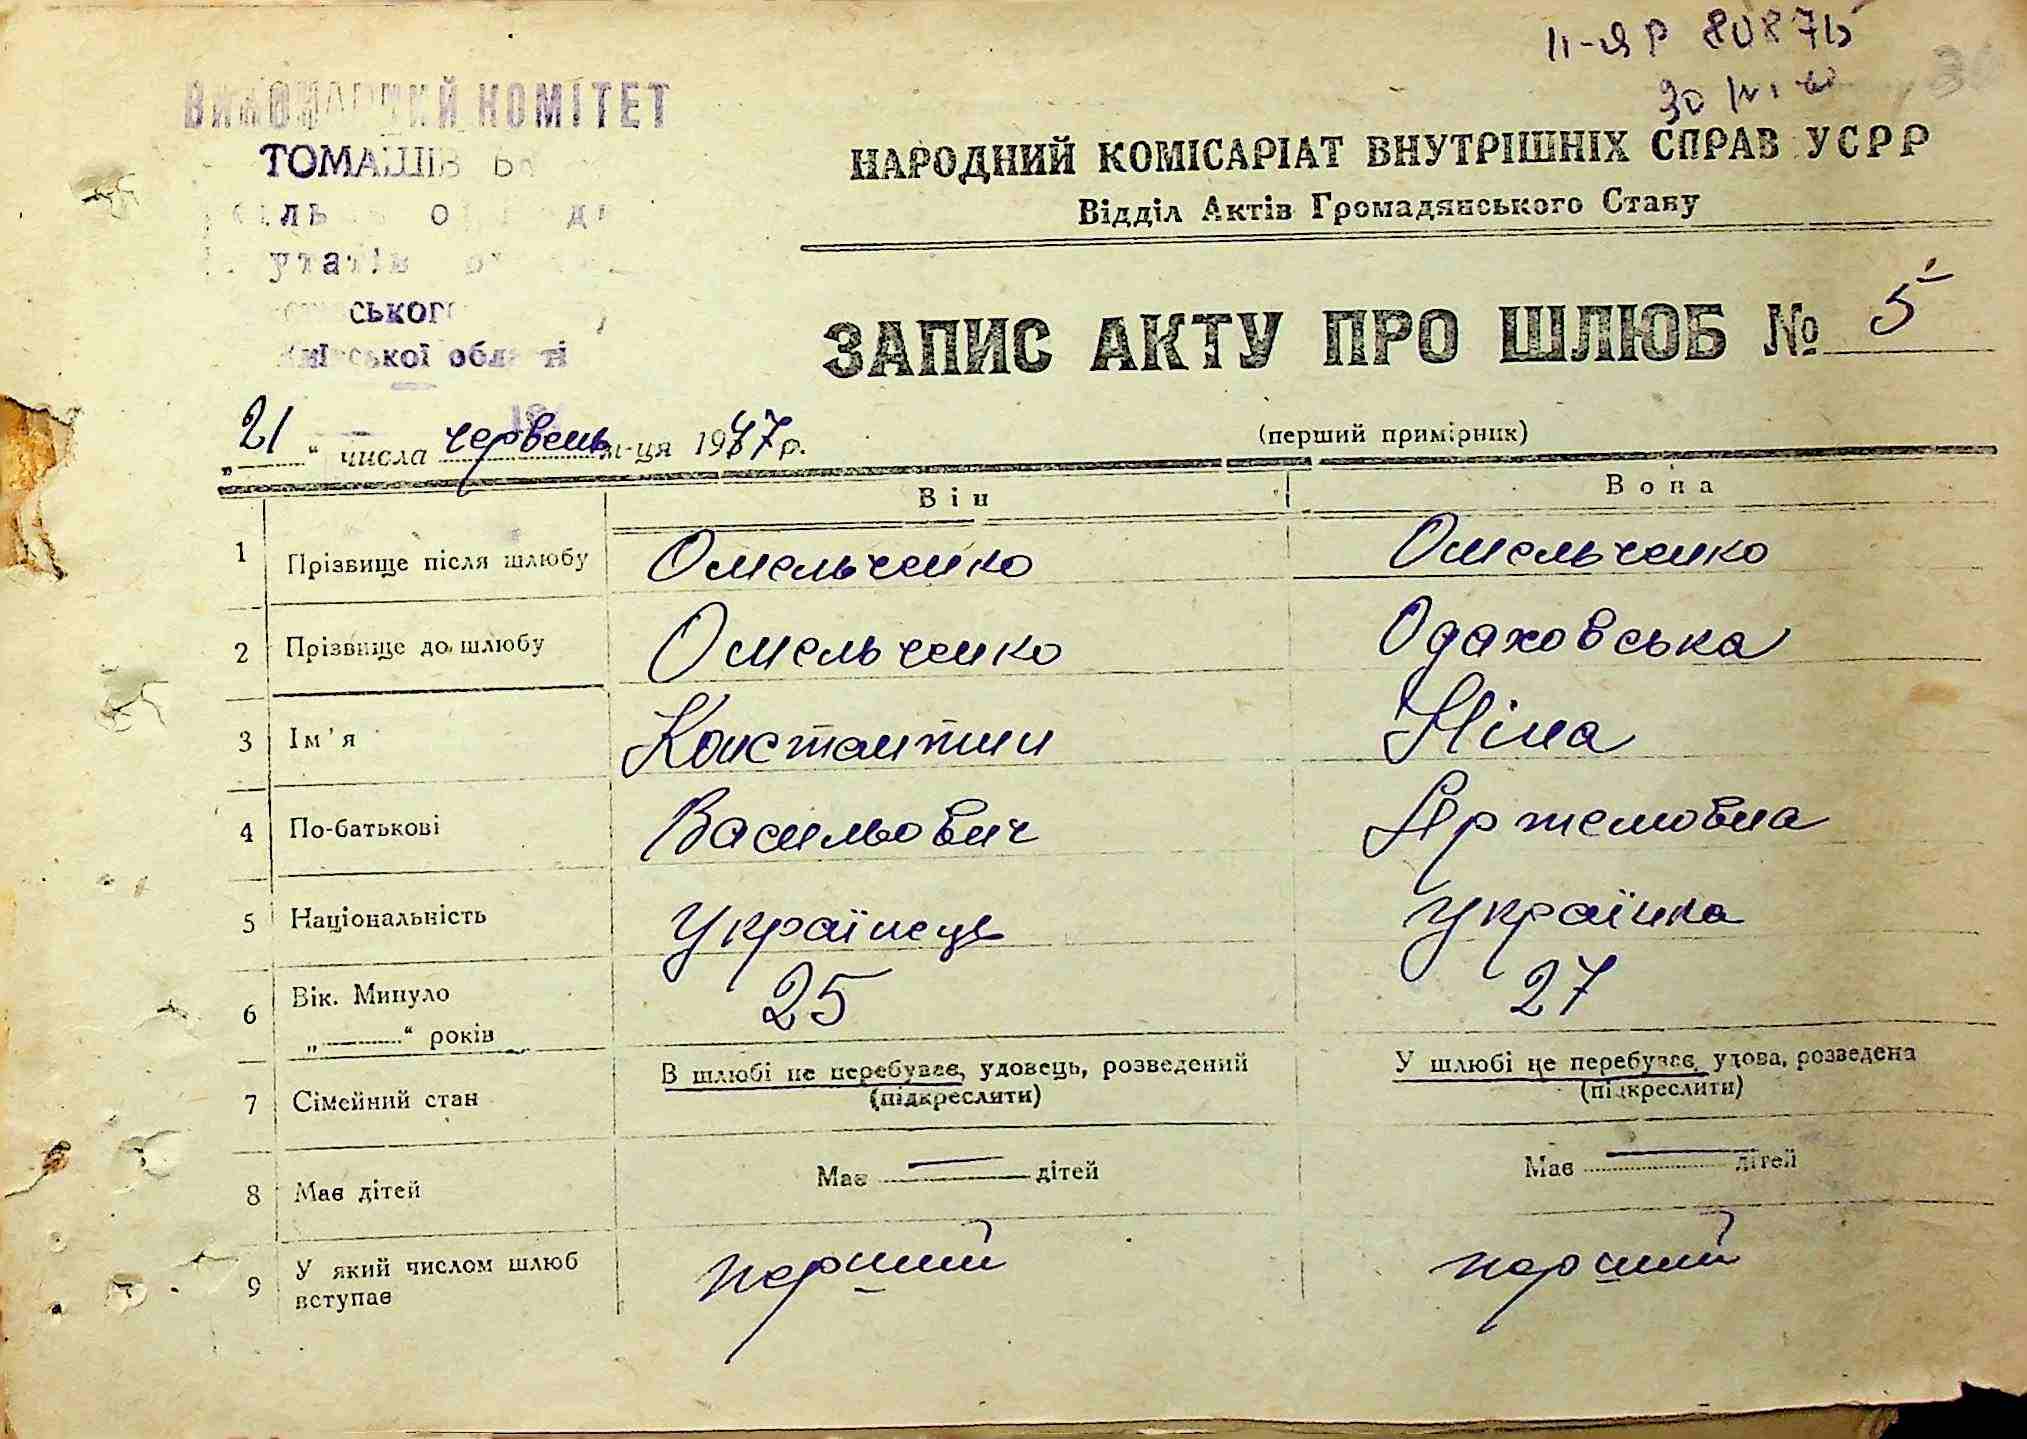 ВИКОНАВЧИЙ КОМІТЕТ
ТОМАШІВ
ської області
80875
30
НАРОДНИЙ КОМІСАРІАТ ВНУТРІШНІХ СПРАВ УСРР
Відділ Актів Громадянського Стану
ЗАПИС АКТУ ПРО ШЛЮБ № 5
„21“ числа червень м-ця 1947 р.
(перший примірник)
Він Вона
1 Прізвище після шлюбу Омельченко Омельченко
2 Прізвище до шлюбу Омельченко Одаховська
3 Ім'я Константин Ніна
4 По-батькові Васильович Артемовна
5 Національність Українець Українка
6 Вік. Минуло „ “ років 25 27
7 Сімейний стан В шлюбі не перебуває, удовець, розведений (підкреслити) У шлюбі не перебуває, удова, розведена (підкреслити)
8 Має дітей Має — дітей Має — дітей
9 У який числом шлюб вступає перший перший